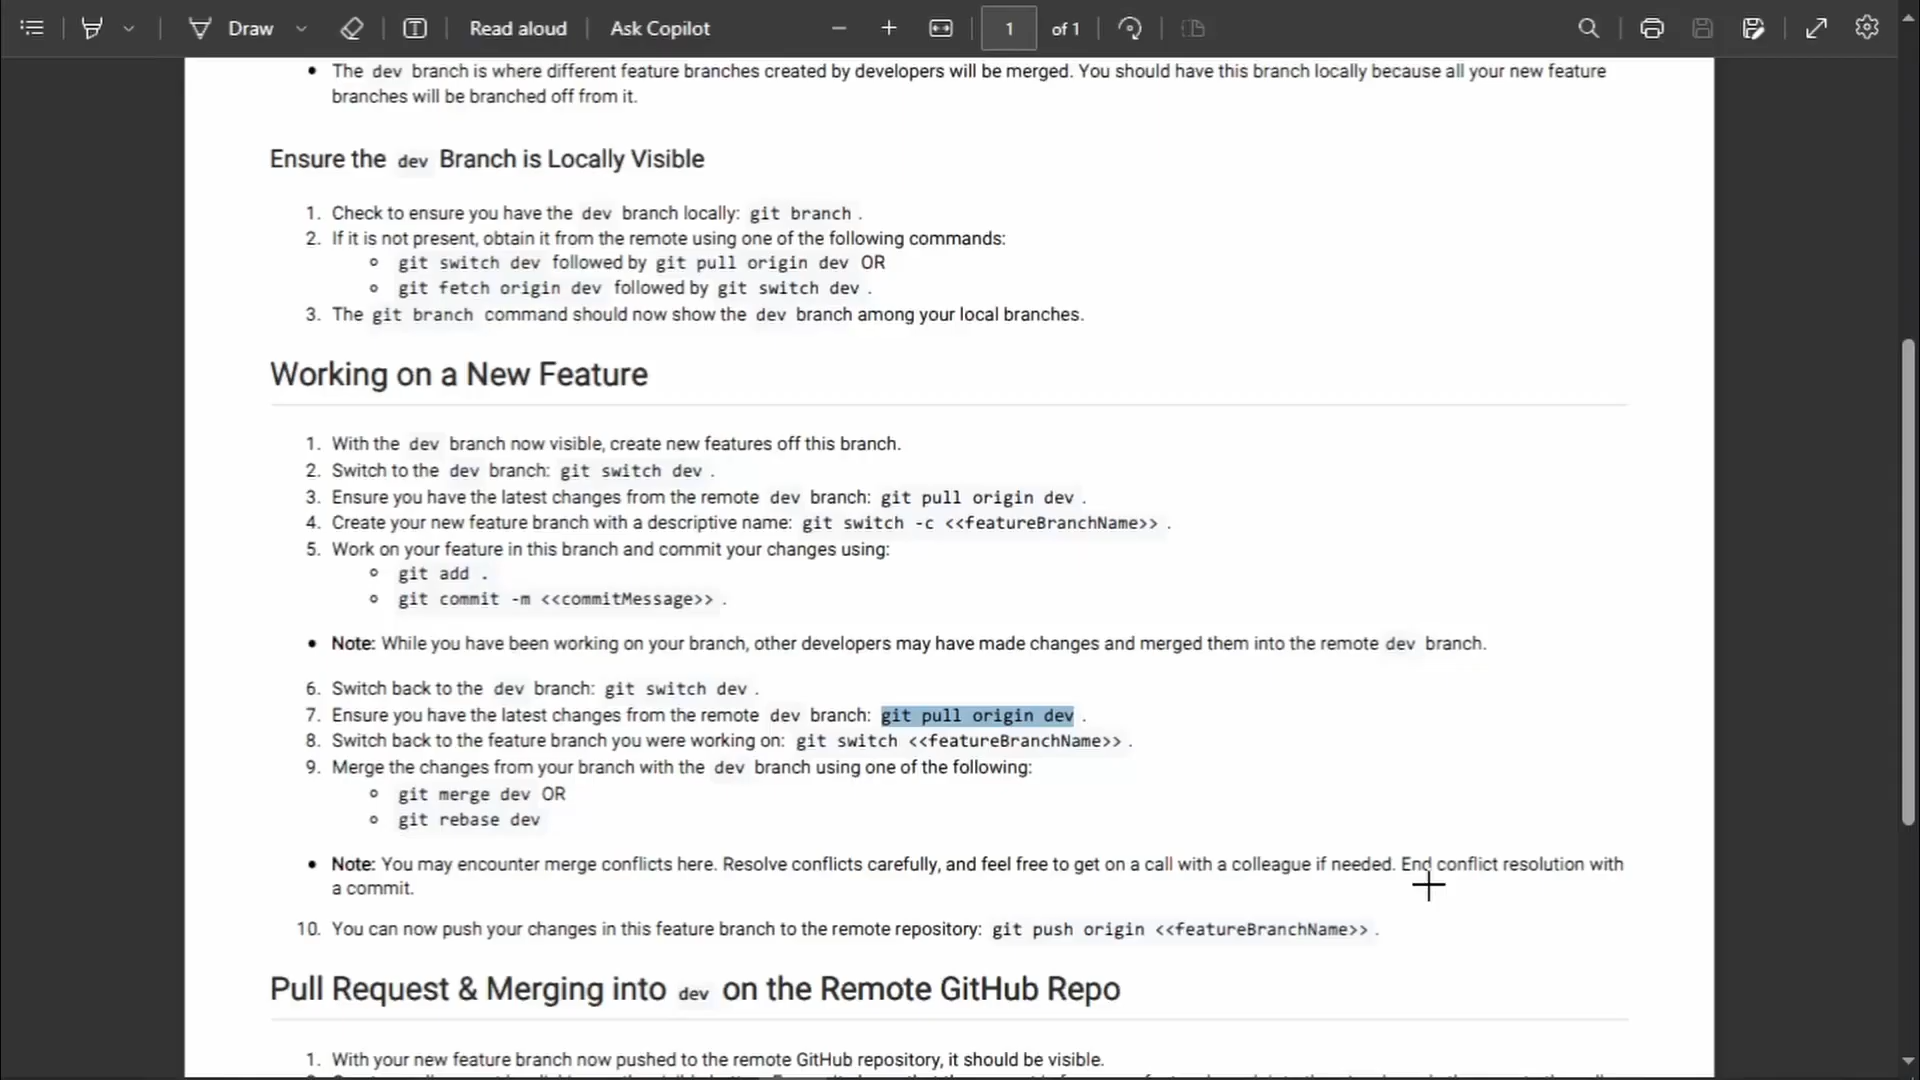 Draw
Read aloud
Ask Copilot
1
of 1
• The dev branch is where different feature branches created by developers will be merged. You should have this branch locally because all your new feature
branches will be branched off from it.
Ensure the dev Branch is Locally Visible
1. Check to ensure you have the dev branch locally: git branch .
2. If it is not present, obtain it from the remote using one of the following commands:
◦ git switch dev followed by git pull origin dev OR
◦ git fetch origin dev followed by git switch dev .
3. The git branch command should now show the dev branch among your local branches.
Working on a New Feature
1. With the dev branch now visible, create new features off this branch.
2. Switch to the dev branch: git switch dev .
3. Ensure you have the latest changes from the remote dev branch: git pull origin dev .
4. Create your new feature branch with a descriptive name: git switch -c <<featureBranchName>> .
5. Work on your feature in this branch and commit your changes using:
◦ git add .
◦ git commit -m <<commitMessage>> .
• Note: While you have been working on your branch, other developers may have made changes and merged them into the remote dev branch.
6. Switch back to the dev branch: git switch dev .
7. Ensure you have the latest changes from the remote dev branch: git pull origin dev .
8. Switch back to the feature branch you were working on: git switch <<featureBranchName>> .
9. Merge the changes from your branch with the dev branch using one of the following:
◦ git merge dev OR
◦ git rebase dev
• Note: You may encounter merge conflicts here. Resolve conflicts carefully, and feel free to get on a call with a colleague if needed. End conflict resolution with
a commit.
10. You can now push your changes in this feature branch to the remote repository: git push origin <<featureBranchName>> .
Pull Request & Merging into dev on the Remote GitHub Repo
1. With your new feature branch now pushed to the remote GitHub repository, it should be visible.